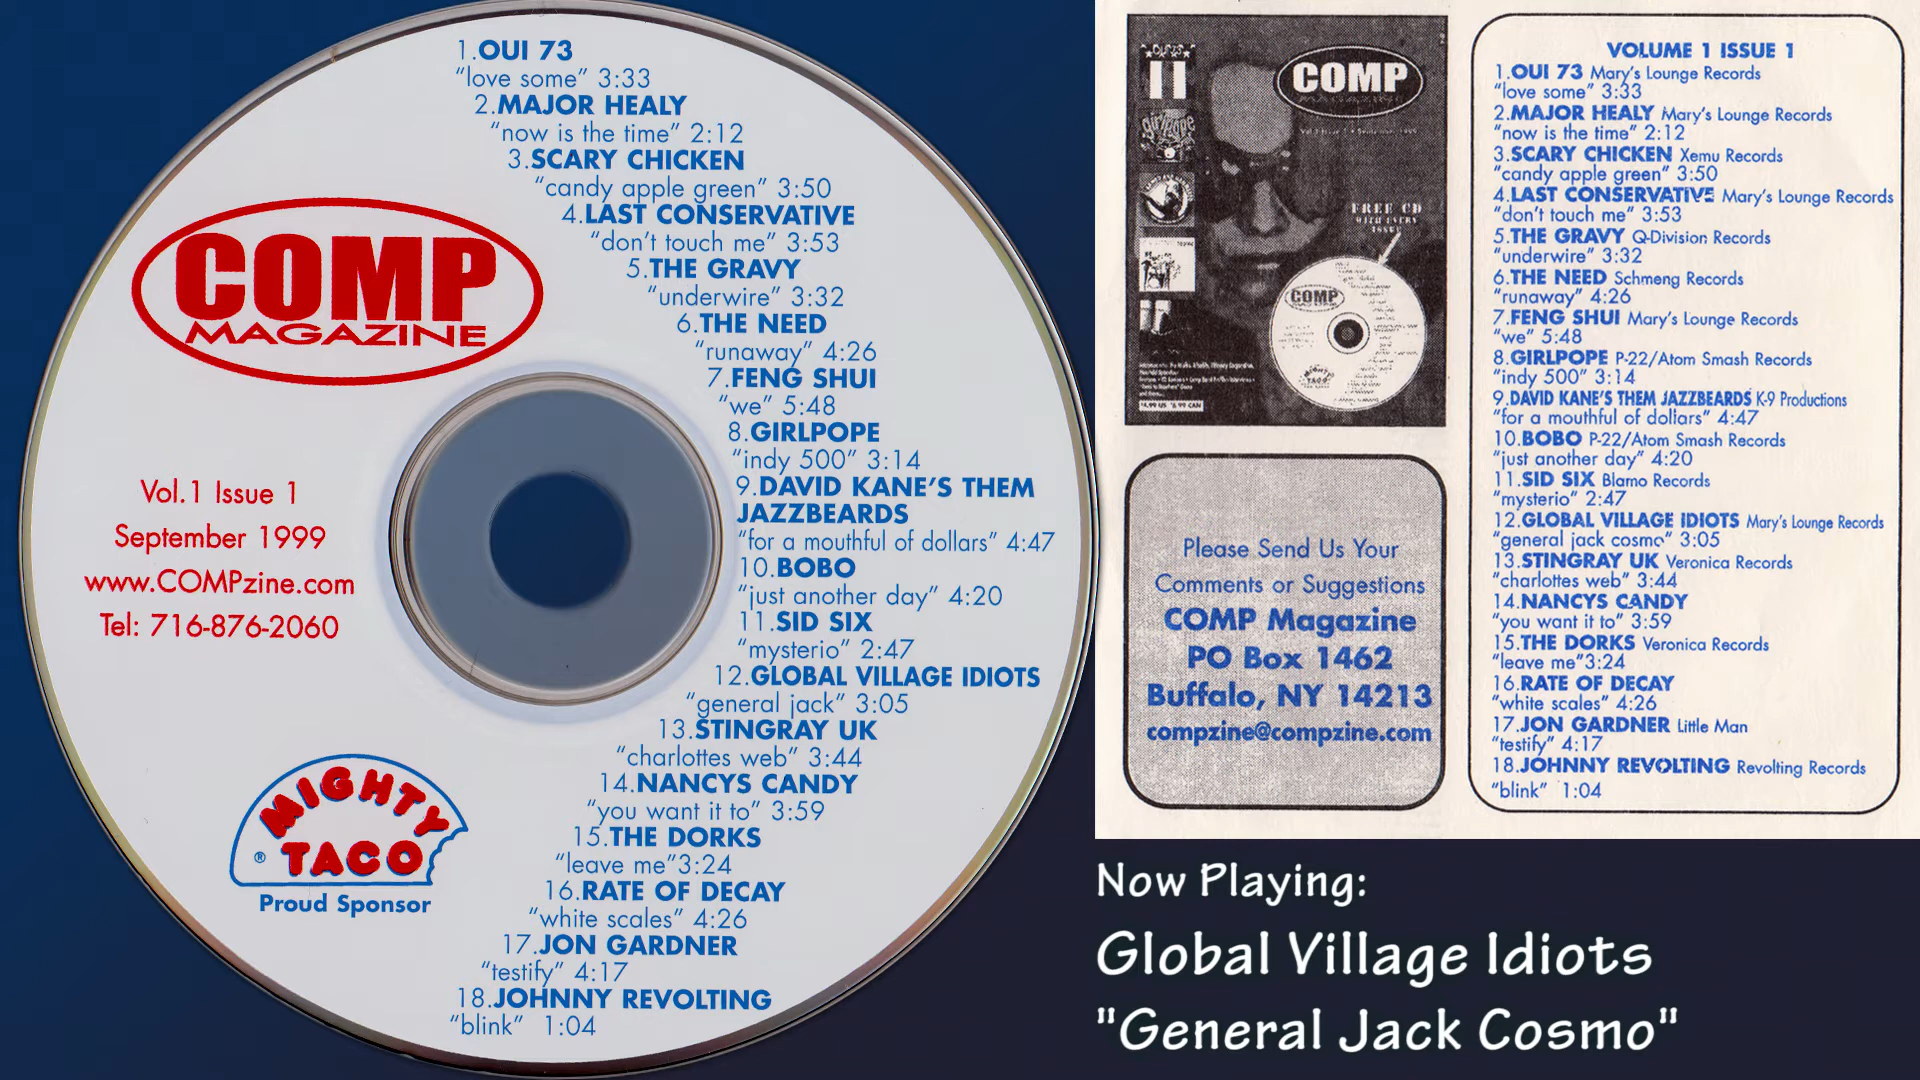 1.OUI 73
"love some" 3:33
2.MAJOR HEALY
"now is the time" 2:12
3.SCARY CHICKEN
"candy apple green" 3:50
4.LAST CONSERVATIVE
"don't touch me" 3:53
5.THE GRAVY
"underwire" 3:32
6.THE NEED
"runaway" 4:26
7.FENG SHUI
"we" 5:48
8.GIRLPOPE
"indy 500" 3:14
9.DAVID KANE'S THEM
JAZZBEARDS
"for a mouthful of dollars" 4:47
10.BOBO
"just another day" 4:20
11.SID SIX
"mysterio" 2:47
12.GLOBAL VILLAGE IDIOTS
"general jack" 3:05
13.STINGRAY UK
"charlottes web" 3:44
14.NANCYS CANDY
"you want it to" 3:59
15.THE DORKS
"leave me"3:24
16.RATE OF DECAY
"white scales" 4:26
17.JON GARDNER
"testify" 4:17
18.JOHNNY REVOLTING
"blink" 1:04
COMP
MAGAZINE
Vol.1 Issue 1
September 1999
www.COMPzine.com
Tel: 716-876-2060
MIGHTY
TACO
®
Proud Sponsor
COMP
MAGAZINE
girlpope
FREE CD
WITH EVERY
ISSUE
COMP
MIGHTY
TACO
Please Send Us Your
Comments or Suggestions
COMP Magazine
PO Box 1462
Buffalo, NY 14213
compzine@compzine.com
VOLUME 1 ISSUE 1
1.OUI 73 Mary's Lounge Records
"love some" 3:33
2.MAJOR HEALY Mary's Lounge Records
"now is the time" 2:12
3.SCARY CHICKEN Xemu Records
"candy apple green" 3:50
4.LAST CONSERVATIVE Mary's Lounge Records
"don't touch me" 3:53
5.THE GRAVY Q-Division Records
"underwire" 3:32
6.THE NEED Schmeng Records
"runaway" 4:26
7.FENG SHUI Mary's Lounge Records
"we" 5:48
8.GIRLPOPE P-22/Atom Smash Records
"indy 500" 3:14
9.DAVID KANE'S THEM JAZZBEARDS K-9 Productions
"for a mouthful of dollars" 4:47
10.BOBO P-22/Atom Smash Records
"just another day" 4:20
11.SID SIX Blamo Records
"mysterio" 2:47
12.GLOBAL VILLAGE IDIOTS Mary's Lounge Records
"general jack cosmo" 3:05
13.STINGRAY UK Veronica Records
"charlottes web" 3:44
14.NANCYS CANDY
"you want it to" 3:59
15.THE DORKS Veronica Records
"leave me"3:24
16.RATE OF DECAY
"white scales" 4:26
17.JON GARDNER Little Man
"testify" 4:17
18.JOHNNY REVOLTING Revolting Records
"blink" 1:04
Now Playing:
Global Village Idiots
"General Jack Cosmo"